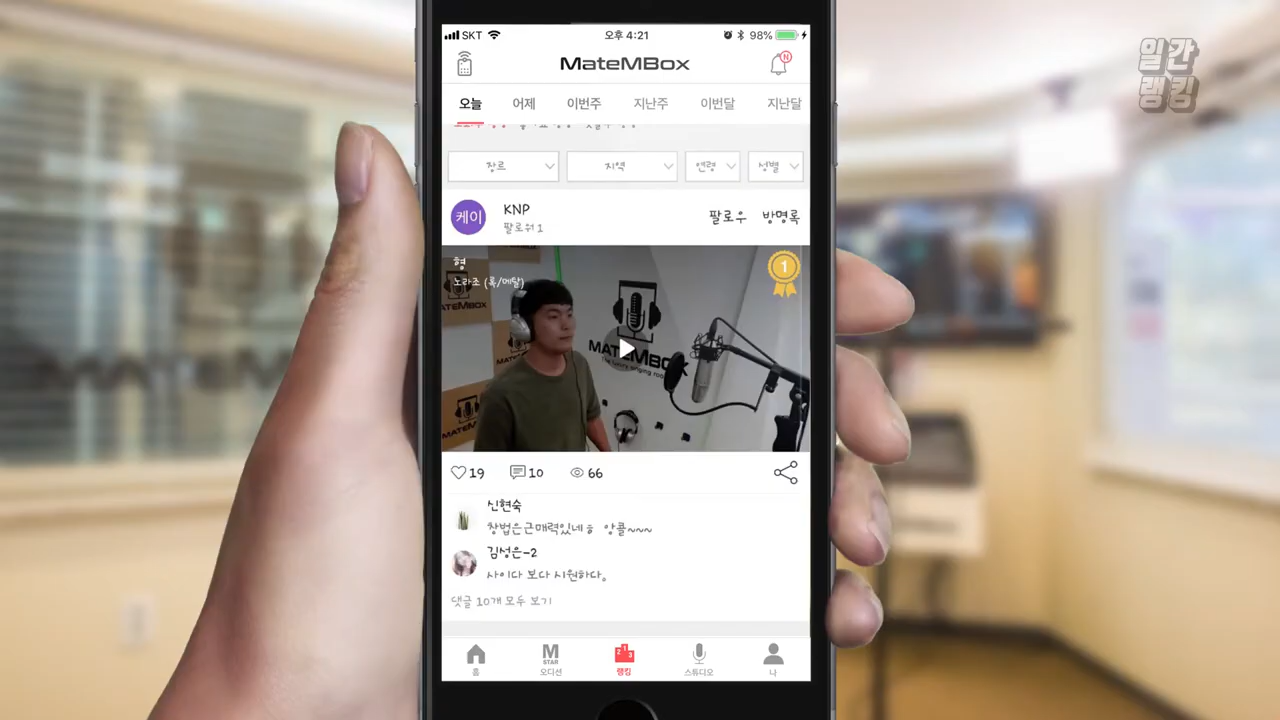 SKT 오후 4:21 98%
MateMBox N
일간
랭킹
오늘 어제 이번주 지난주 이번달 지난달
장르 지역 연령 성별
케이 KNP 팔로우 방명록
팔로워 1
형
노라조 (록/메탈)
1
MATEMBOX
19 10 66
신현숙
창법은근매력있네ㅎ 앙콜~~~
김성은-2
사이다 보다 시원하다。
댓글 10개 모두 보기
M
STAR
2 1 3
홈 오디션 랭킹 스튜디오 나